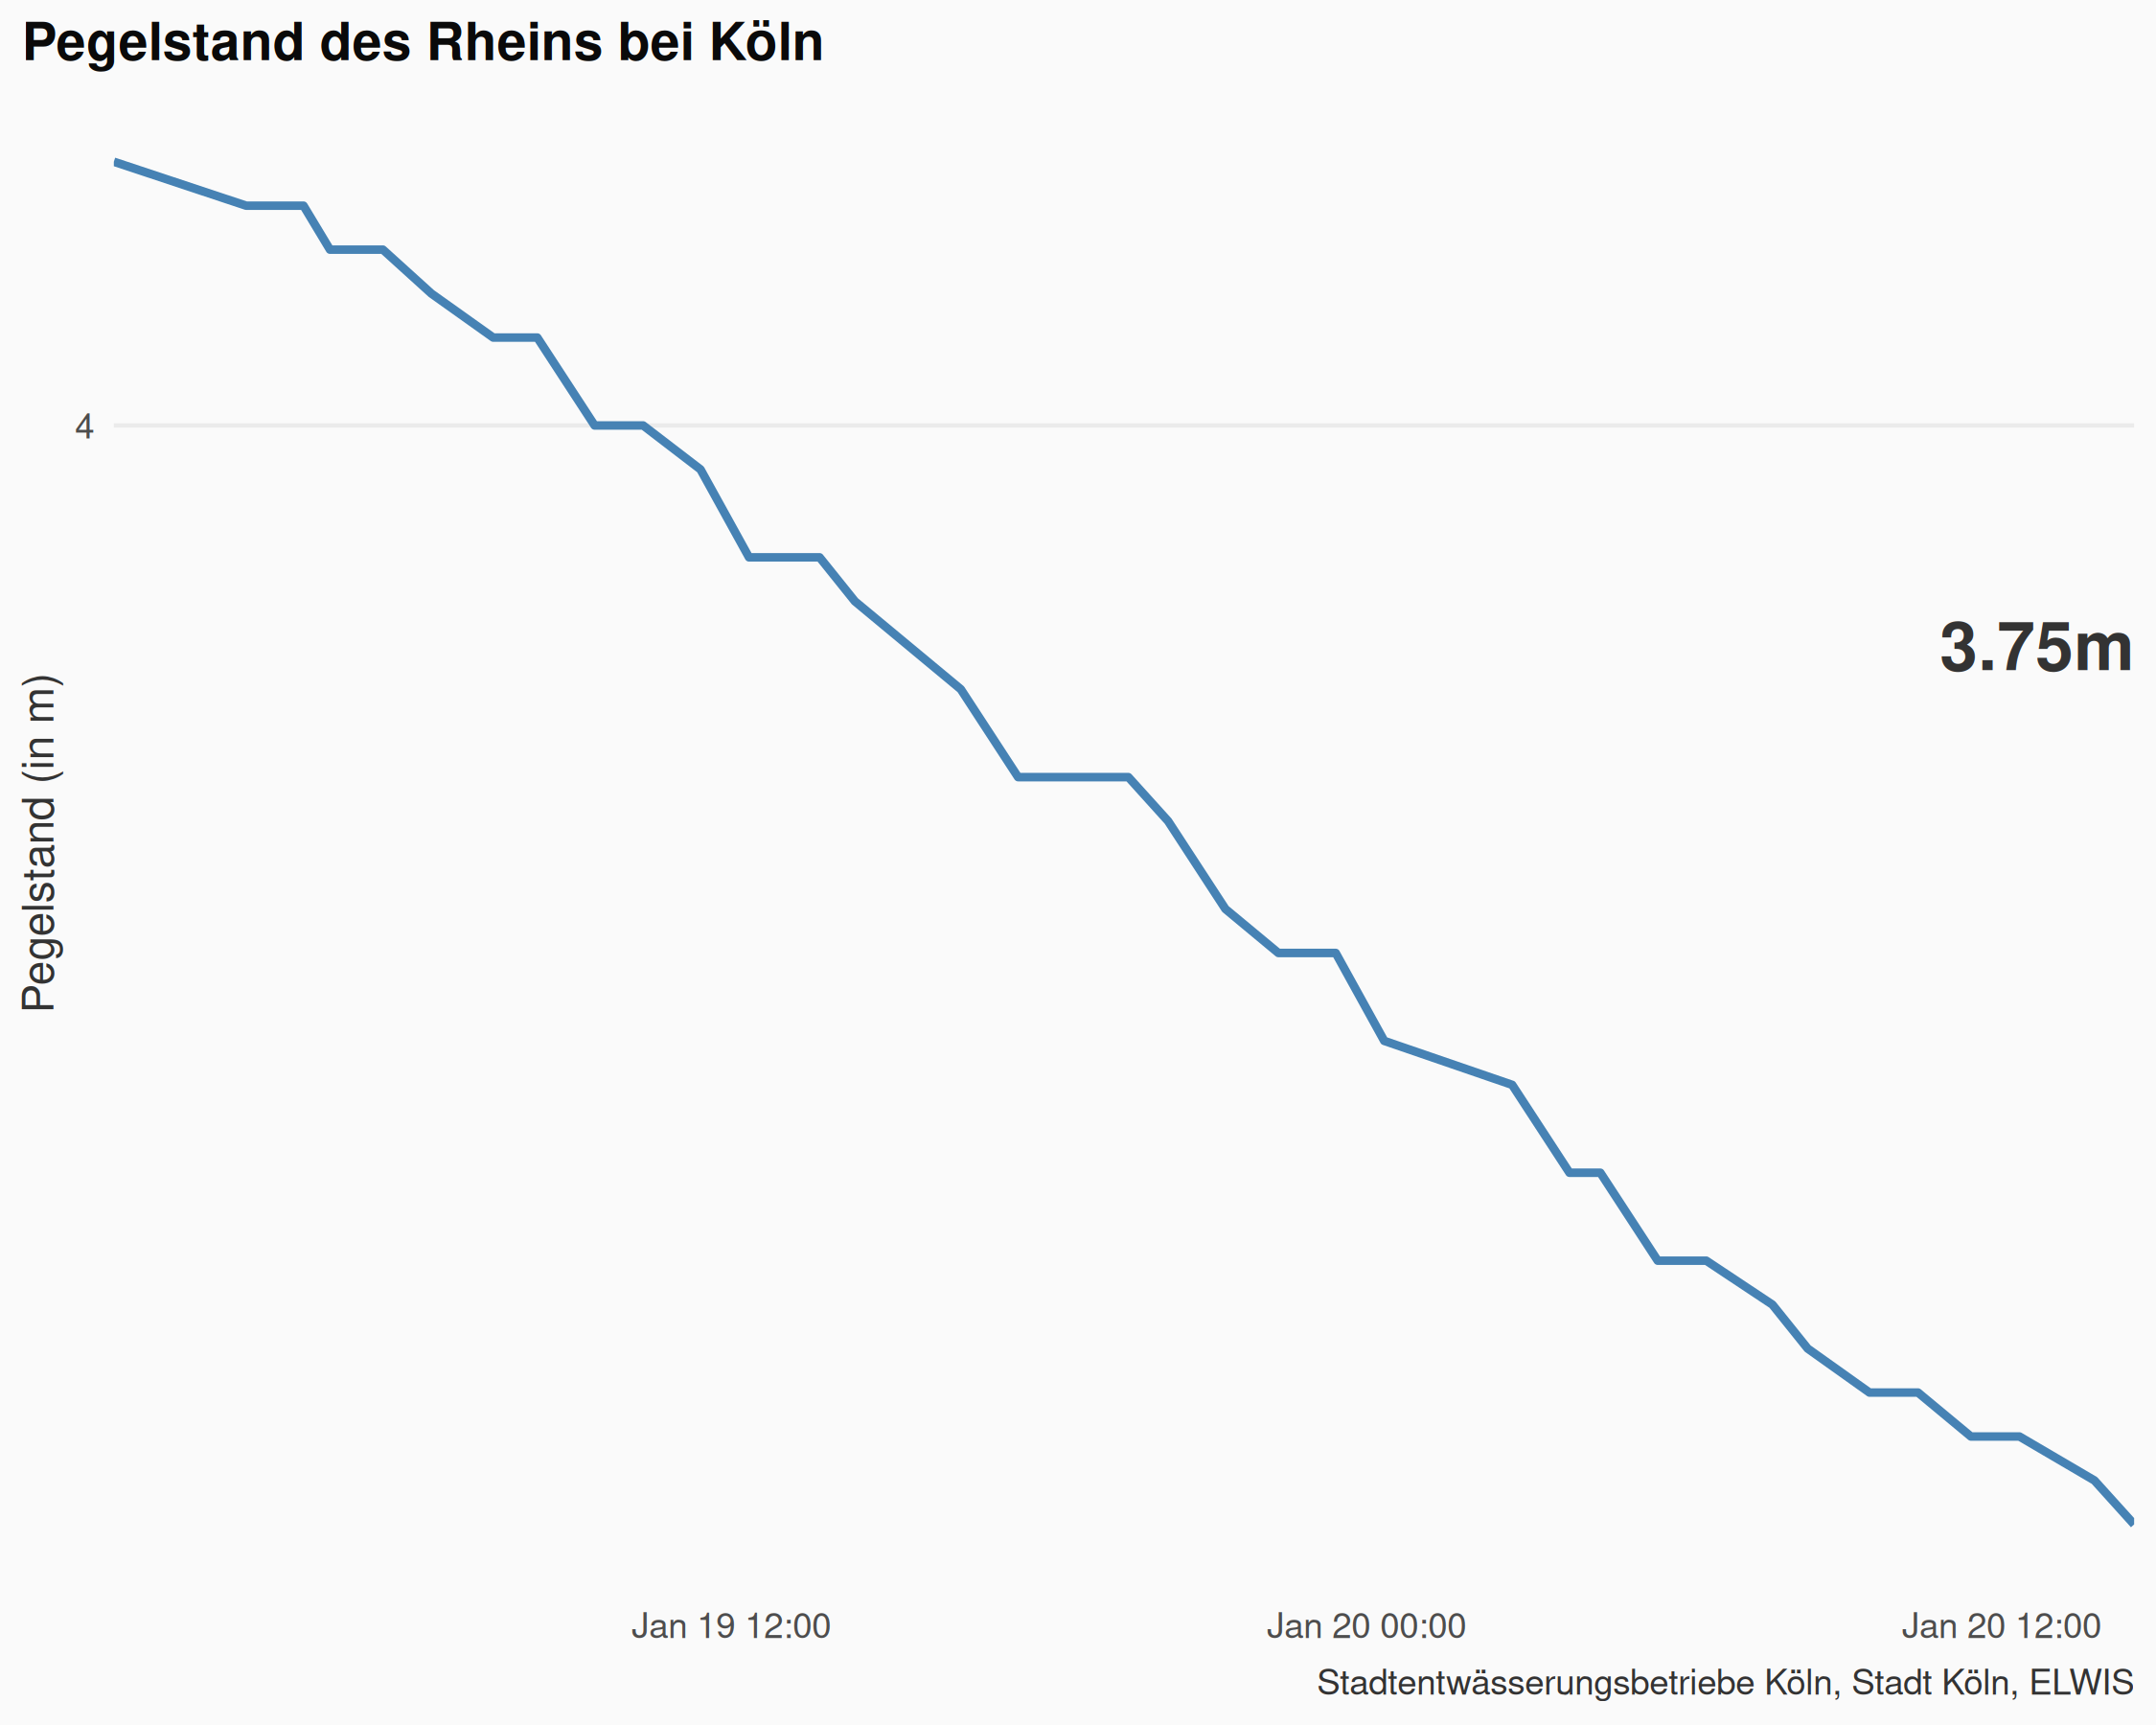 Pegelstand des Rheins bei Köln
4
3.75m
Pegelstand (in m)
Jan 19 12:00
Jan 20 00:00
Jan 20 12:00
Stadtentwässerungsbetriebe Köln, Stadt Köln, ELWIS